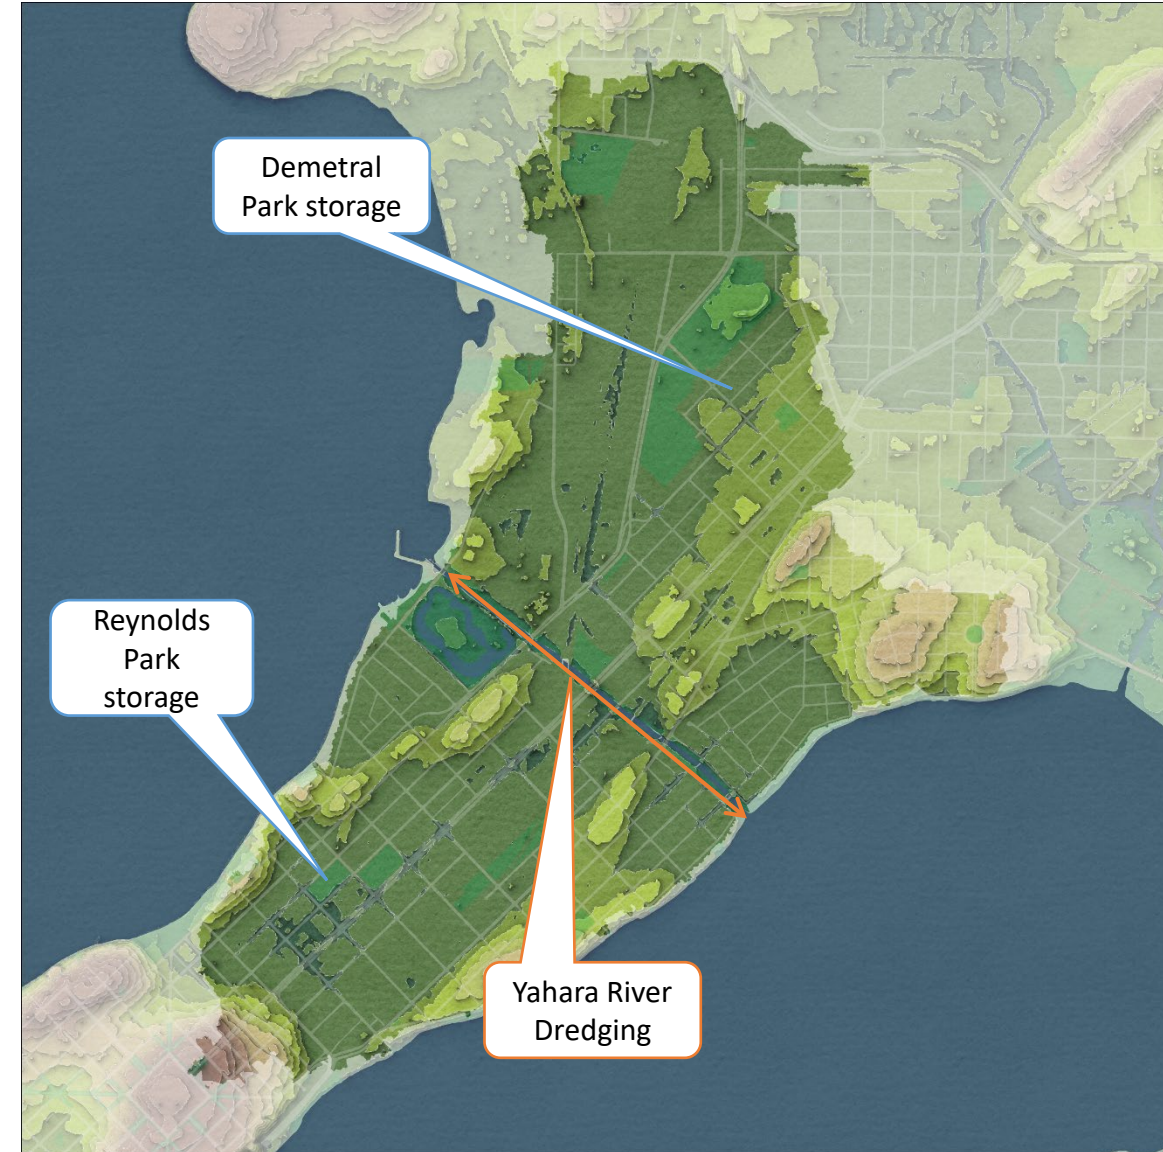 Demetral
Park storage
Reynolds
Park
storage
Yahara River
Dredging